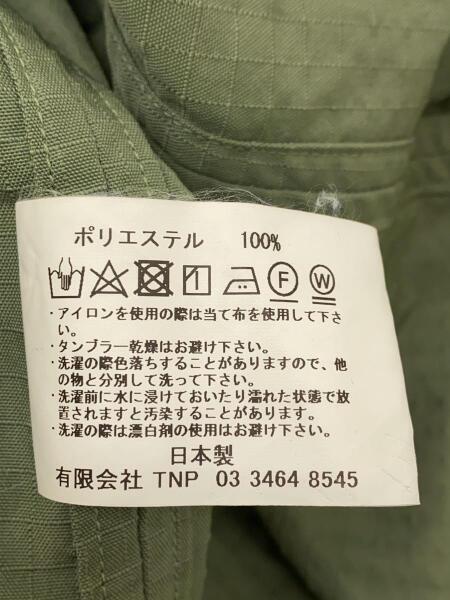 ポリエステル 100%
F W
・アイロンを使用の際は当て布を使用して下さ
い。
・タンブラー乾燥はお避け下さい。
・洗濯の際色落ちすることがありますので、他
の物と分別して洗って下さい。
・洗濯前に水に浸けておいたり濡れた状態で放
置されますと汚染することがあります。
・洗濯の際は漂白剤の使用はお避け下さい。
日本製
有限会社 TNP 03 3464 8545